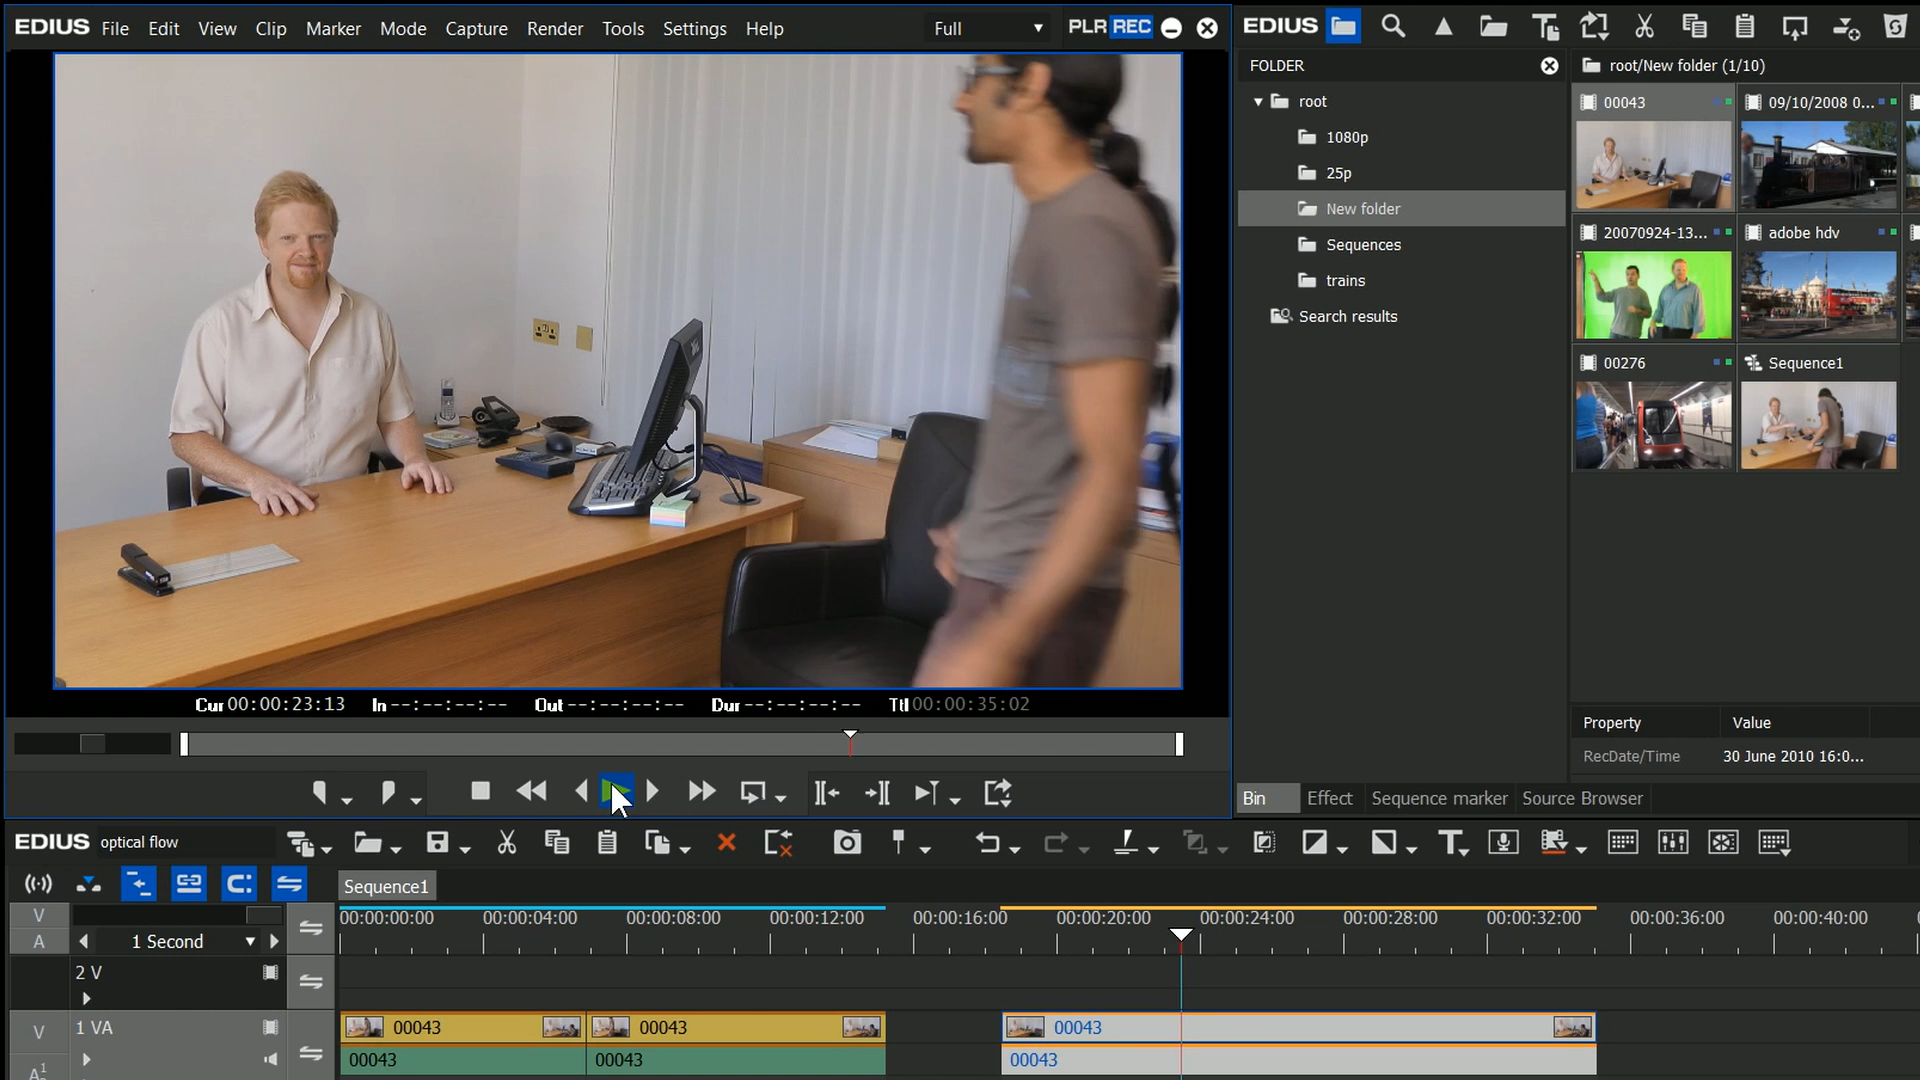 EDIUS File Edit View Clip Marker Mode Capture Render Tools Settings Help Full PLR REC
Cur 00:00:23:13 In --:--:--:-- Out --:--:--:-- Dur --:--:--:-- Ttl 00:00:35:02
EDIUS
FOLDER
root
1080p
25p
New folder
Sequences
trains
Search results
root/New folder (1/10)
00043
09/10/2008 0...
20070924-13...
adobe hdv
00276
Sequence1
Property Value
RecDate/Time 30 June 2010 16:0...
Bin Effect Sequence marker Source Browser
EDIUS optical flow
Sequence1
V 00:00:00:00 00:00:04:00 00:00:08:00 00:00:12:00 00:00:16:00 00:00:20:00 00:00:24:00 00:00:28:00 00:00:32:00 00:00:36:00 00:00:40:00
A 1 Second
2 V
V 1 VA 00043 00043 00043
A1 00043 00043 00043